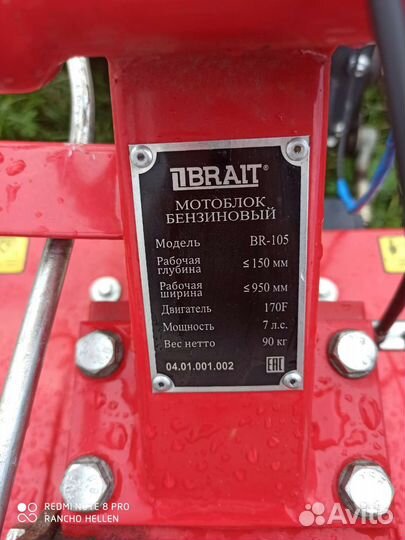 BRAIT®
МОТОБЛОК
БЕНЗИНОВЫЙ
Модель BR-105
Рабочая глубина ≤150 мм
Рабочая ширина ≤950 мм
Двигатель 170F
Мощность 7 л.с.
Вес нетто 90 кг
04.01.001.002 EAC
REDMI NOTE 8 PRO
RANCHO HELLEN
Avito